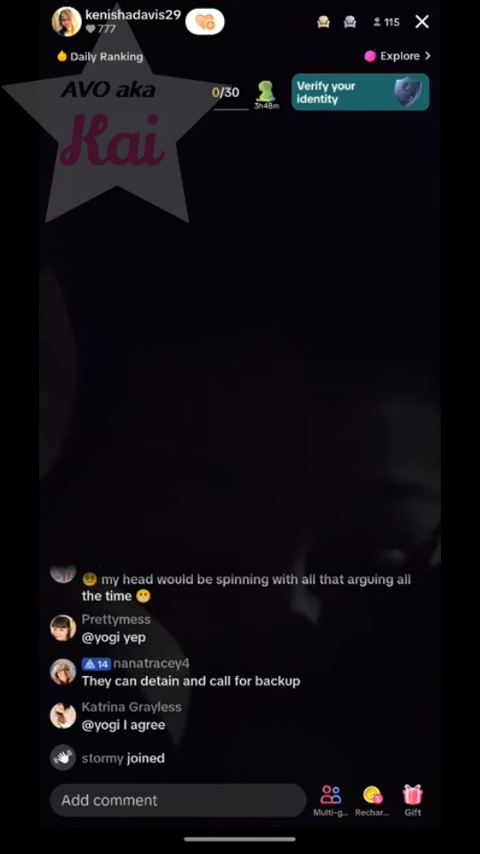 kenishadavis29
777
115
Daily Ranking
Explore
AVO aka
Kai
0/30
3h48m
Verify your
identity
my head would be spinning with all that arguing all
the time
Prettymess
@yogi yep
14 nanatracey4
They can detain and call for backup
Katrina Grayless
@yogi I agree
stormy joined
Add comment
Multi-g...
Rechar...
Gift